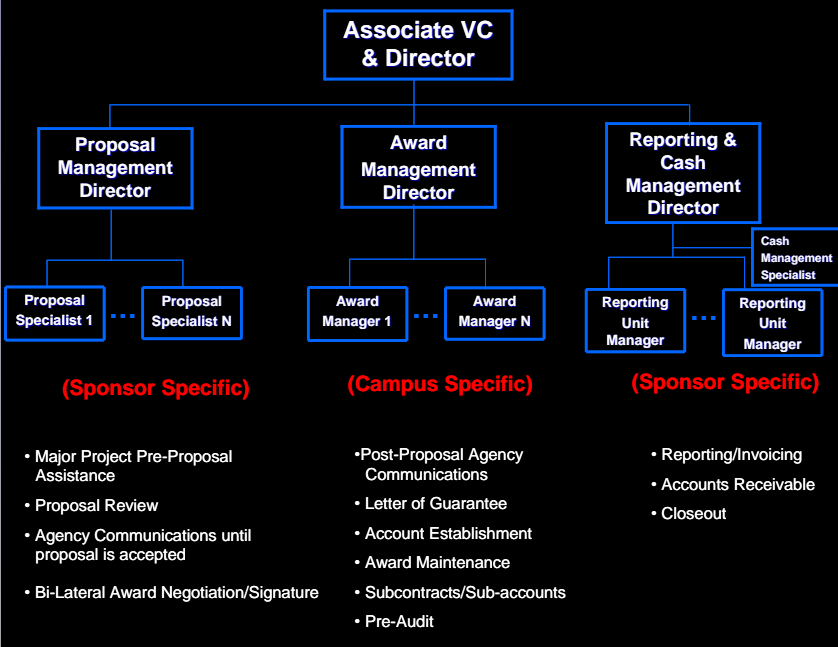 Associate VC
& Director
Proposal
Management
Director
Award
Management
Director
Reporting &
Cash
Management
Director
Cash
Management
Specialist
Proposal
Specialist 1
Proposal
Specialist N
Award
Manager 1
Award
Manager N
Reporting
Unit
Manager
Reporting
Unit
Manager
(Sponsor Specific)
(Campus Specific)
(Sponsor Specific)
• Major Project Pre-Proposal
Assistance
• Proposal Review
• Agency Communications until
proposal is accepted
• Bi-Lateral Award Negotiation/Signature
•Post-Proposal Agency
Communications
• Letter of Guarantee
• Account Establishment
• Award Maintenance
• Subcontracts/Sub-accounts
• Pre-Audit
• Reporting/Invoicing
• Accounts Receivable
• Closeout